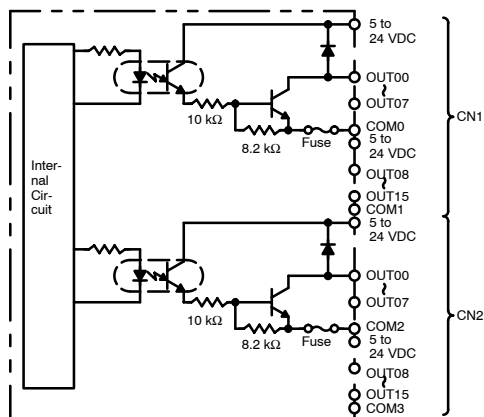 5 to
24 VDC
OUT00
OUT07
10 kΩ
COM0
8.2 kΩ
Fuse
5 to
24 VDC
CN1
Inter-
nal
Cir-
cuit
OUT08
OUT15
COM1
5 to
24 VDC
OUT00
OUT07
10 kΩ
COM2
8.2 kΩ
Fuse
5 to
24 VDC
CN2
OUT08
OUT15
COM3